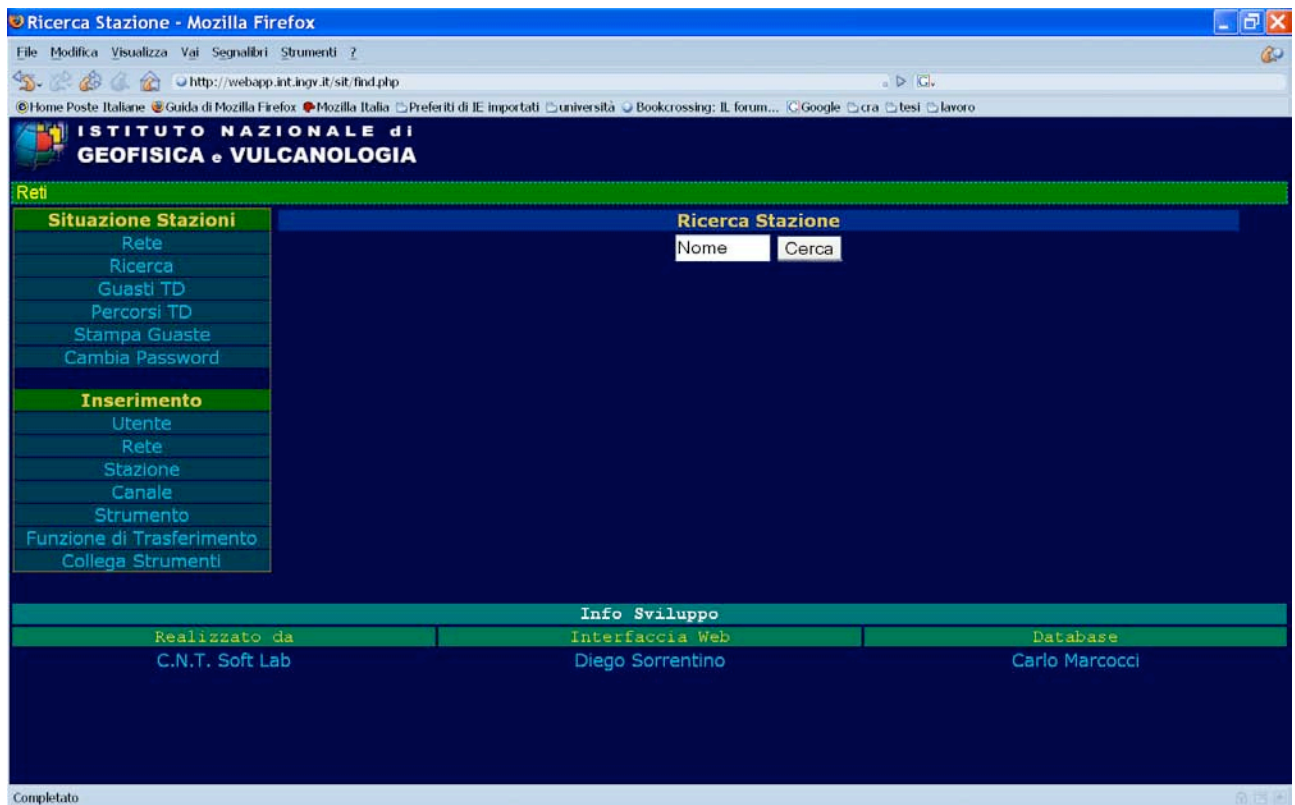 Ricerca Stazione - Mozilla Firefox
File Modifica Visualizza Vai Segnalibri Strumenti ?
http://webapp.int.ingv.it/sit/find.php
Home Poste Italiane Guida di Mozilla Firefox Mozilla Italia Preferiti di IE importati università Bookcrossing: IL forum... Google cra tesi lavoro
ISTITUTO NAZIONALE di
GEOFISICA e VULCANOLOGIA
Reti
Situazione Stazioni
Rete
Ricerca
Guasti TD
Percorsi TD
Stampa Guaste
Cambia Password
Inserimento
Utente
Rete
Stazione
Canale
Strumento
Funzione di Trasferimento
Collega Strumenti
Ricerca Stazione
Nome Cerca
Info Sviluppo
Realizzato da Interfaccia Web Database
C.N.T. Soft Lab Diego Sorrentino Carlo Marcocci
Completato